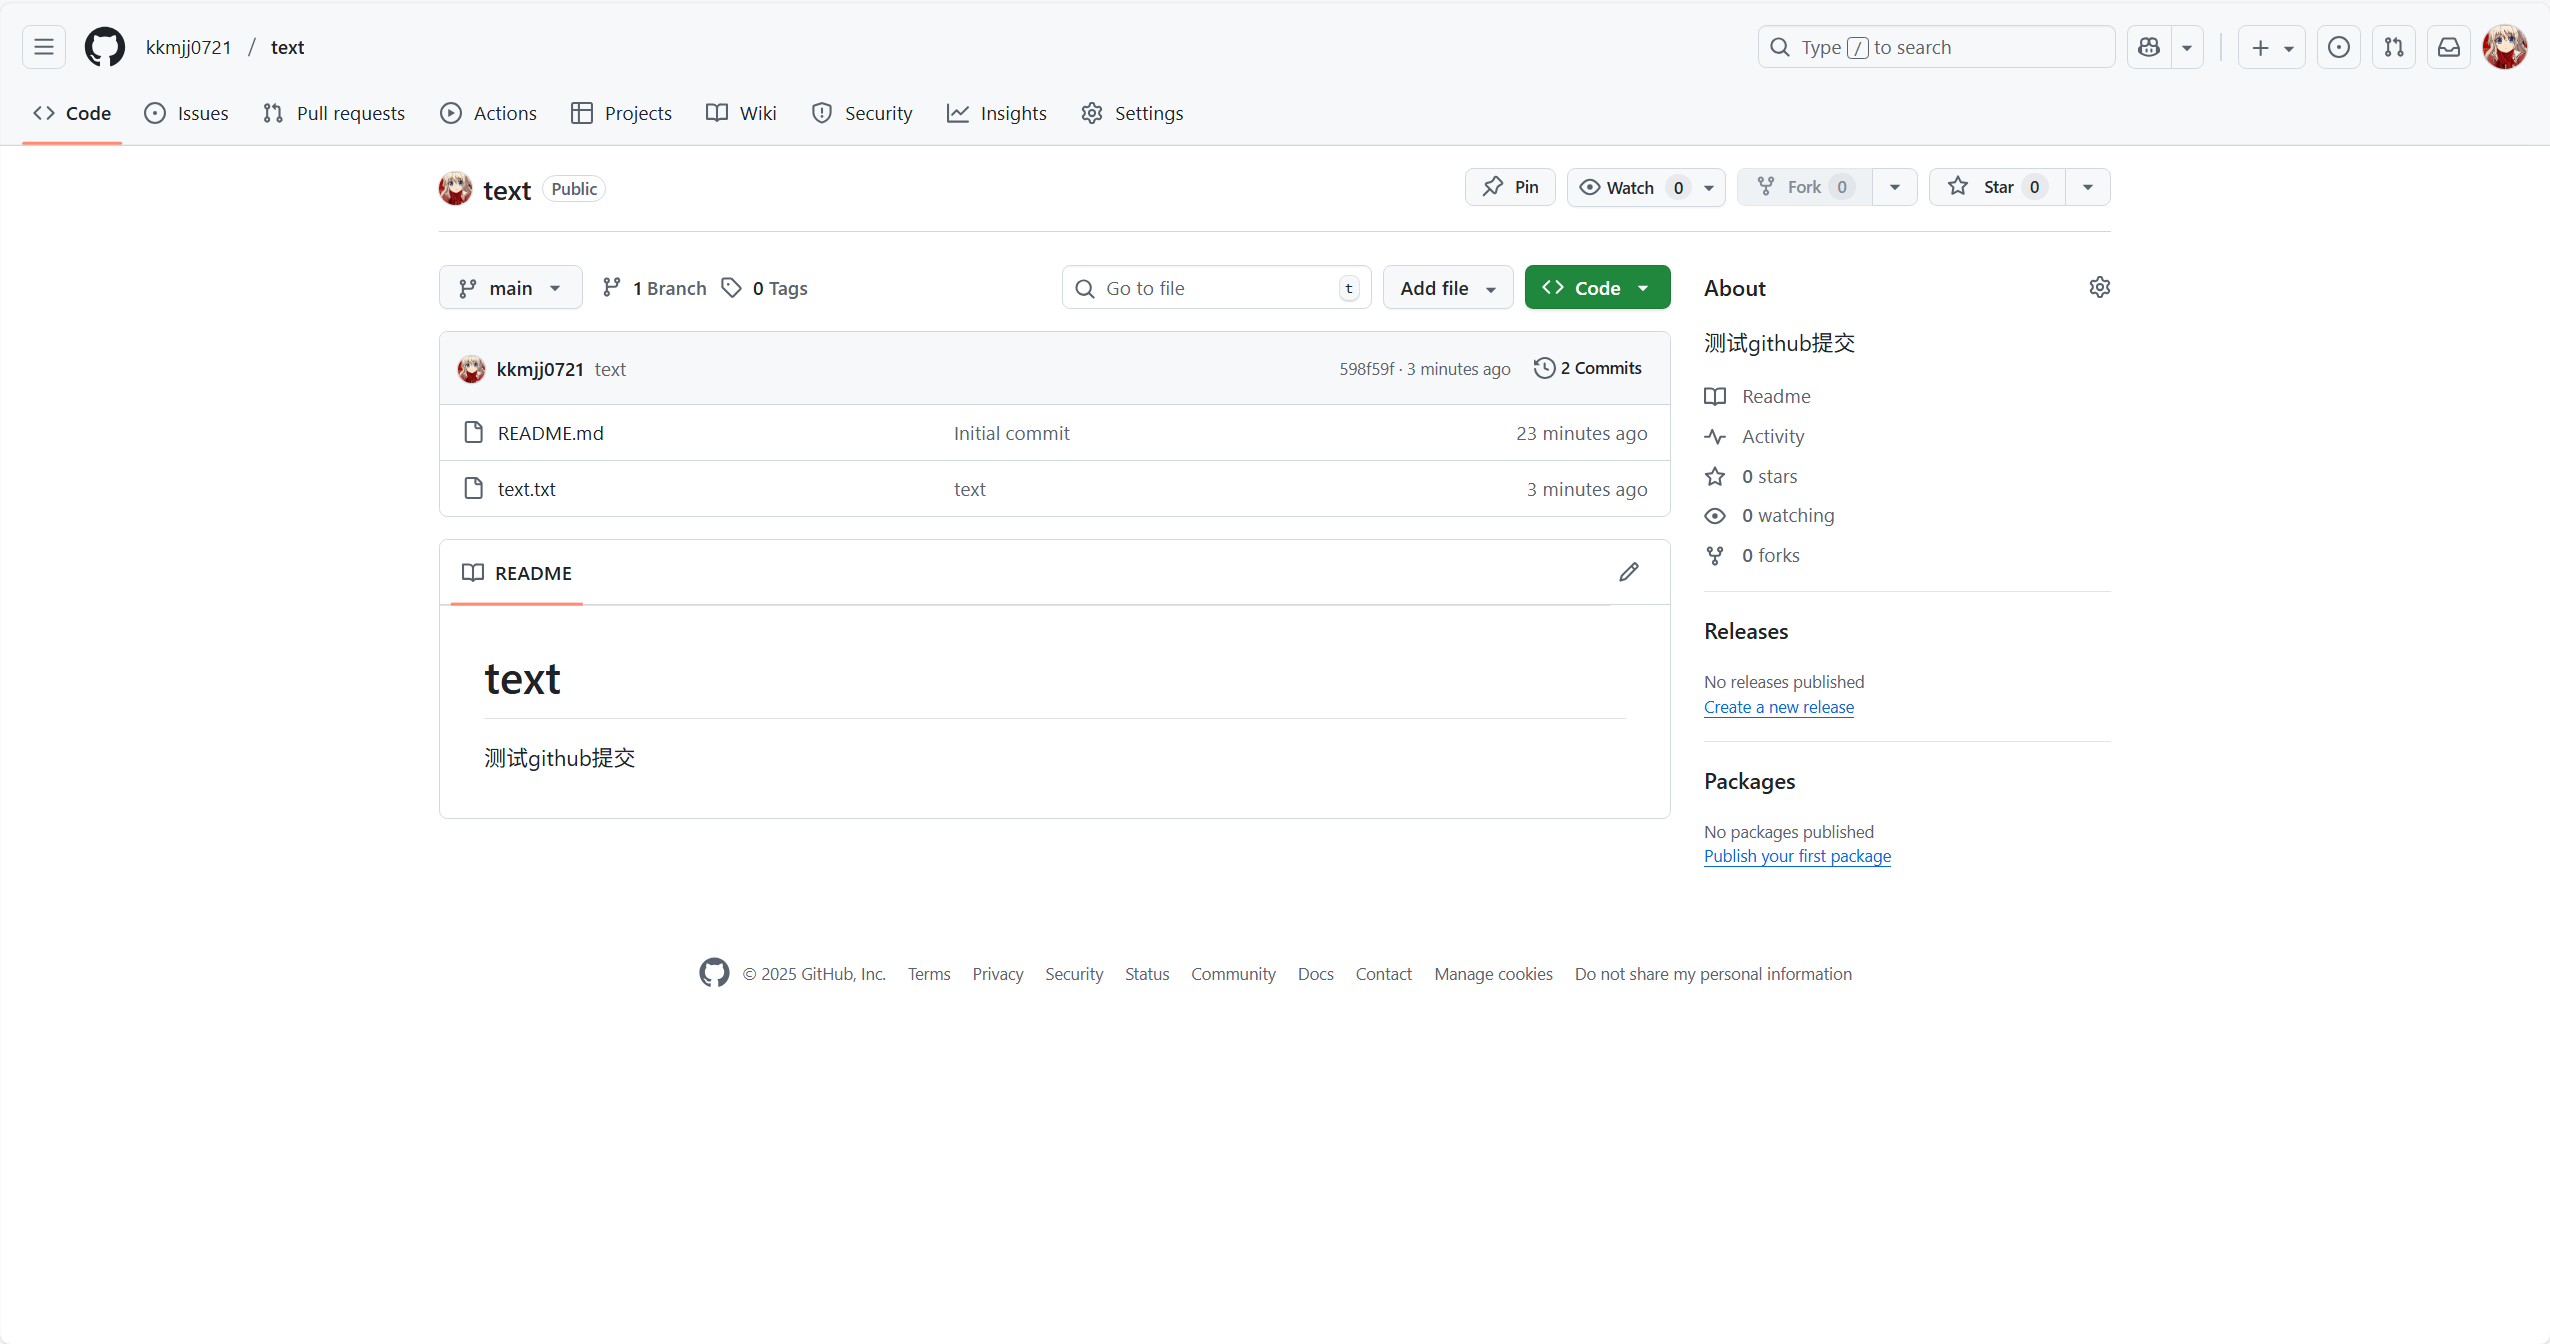 kkmjj0721 / text
Type / to search
Code Issues Pull requests Actions Projects Wiki Security Insights Settings
text Public
Pin Watch 0 Fork 0 Star 0
main 1 Branch 0 Tags Go to file t Add file Code
kkmjj0721 text 598f59f · 3 minutes ago 2 Commits
README.md Initial commit 23 minutes ago
text.txt text 3 minutes ago
README
text
测试github提交
About
测试github提交
Readme
Activity
0 stars
0 watching
0 forks
Releases
No releases published
Create a new release
Packages
No packages published
Publish your first package
© 2025 GitHub, Inc. Terms Privacy Security Status Community Docs Contact Manage cookies Do not share my personal information